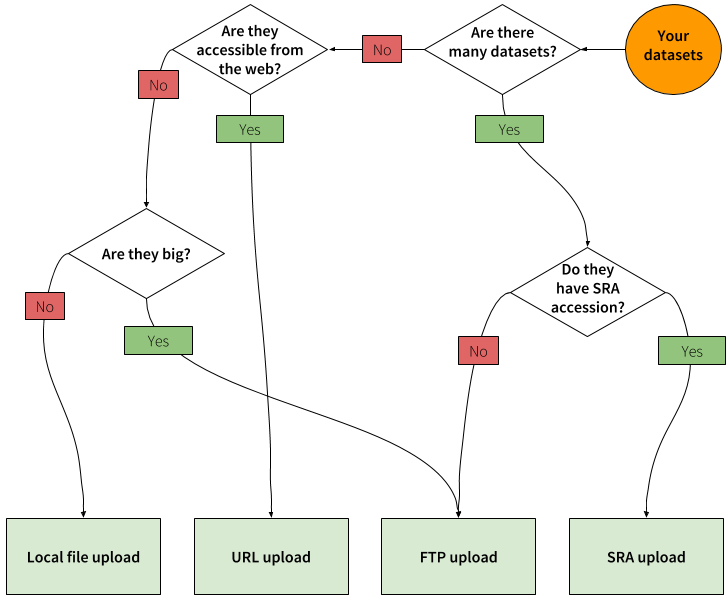 Are they
accessible from
the web?
Are there
many datasets?
Your
datasets
No
No
Yes
Yes
Are they big?
Do they
have SRA
accession?
No
Yes
No
Yes
Local file upload
URL upload
FTP upload
SRA upload